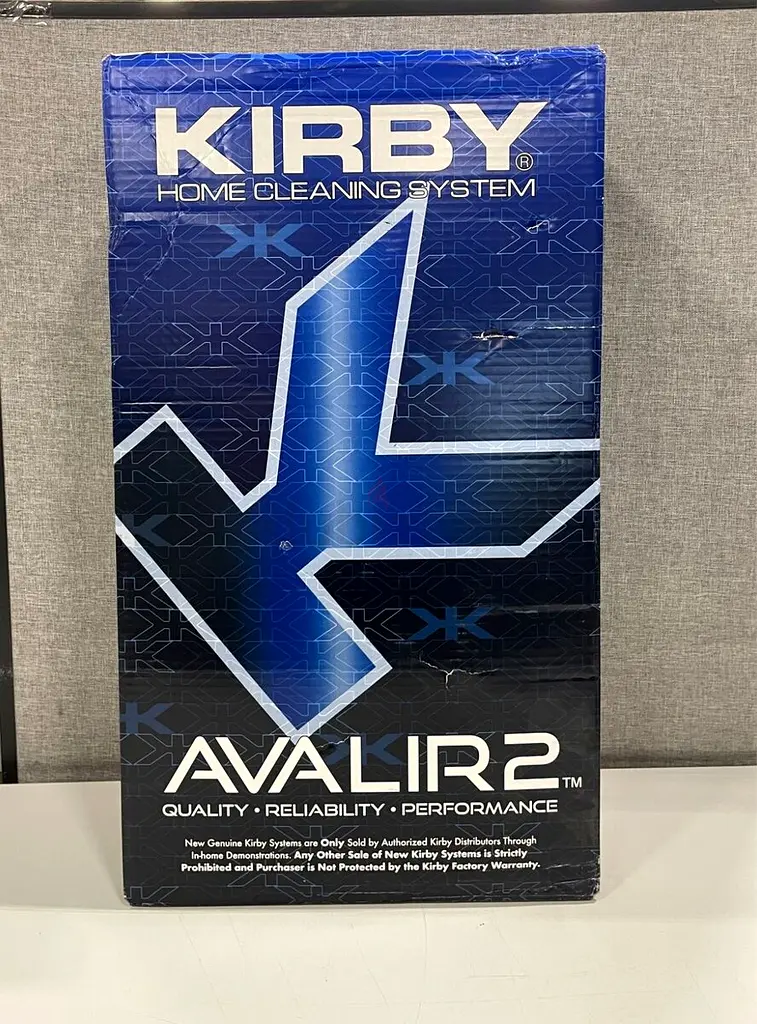 KIRBY®
HOME CLEANING SYSTEM
AVALIR 2™
QUALITY • RELIABILITY • PERFORMANCE
New Genuine Kirby Systems are Only Sold by Authorized Kirby Distributors Through
In-home Demonstrations. Any Other Sale of New Kirby Systems is Strictly
Prohibited and Purchaser is Not Protected by the Kirby Factory Warranty.